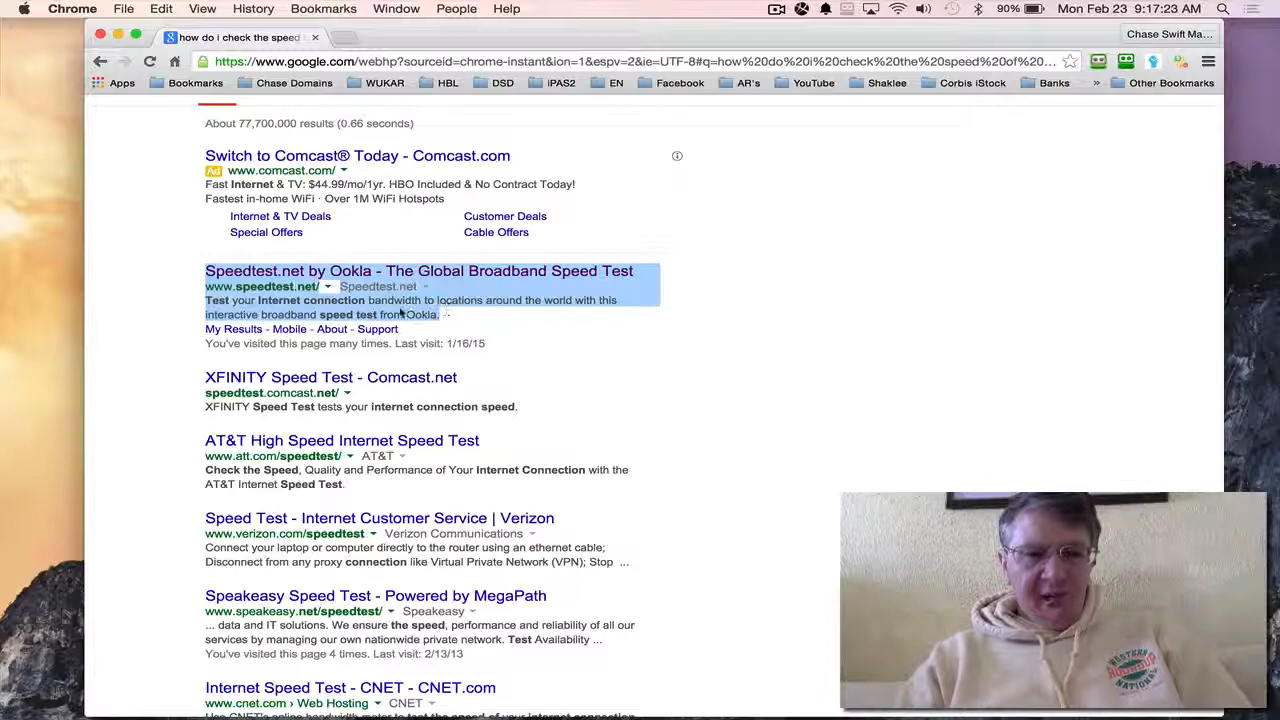 Chrome File Edit View History Bookmarks Window People Help 90% Mon Feb 23 9:17:23 AM
how do i check the speed Chase Swift Ma...
https://www.google.com/webhp?sourceid=chrome-instant&ion=1&espv=2&ie=UTF-8#q=how%20do%20i%20check%20the%20speed%20of%20...
Apps Bookmarks Chase Domains WUKAR HBL DSD iPAS2 EN Facebook AR's YouTube Shaklee Corbis iStock Banks » Other Bookmarks
About 77,700,000 results (0.66 seconds)
Switch to Comcast® Today - Comcast.com
Ad www.comcast.com/
Fast Internet & TV: $44.99/mo/1yr. HBO Included & No Contract Today!
Fastest in-home WiFi · Over 1M WiFi Hotspots
Internet & TV Deals Customer Deals
Special Offers Cable Offers
Speedtest.net by Ookla - The Global Broadband Speed Test
www.speedtest.net/ Speedtest.net
Test your Internet connection bandwidth to locations around the world with this
interactive broadband speed test from Ookla.
My Results - Mobile - About - Support
You've visited this page many times. Last visit: 1/16/15
XFINITY Speed Test - Comcast.net
speedtest.comcast.net/
XFINITY Speed Test tests your internet connection speed.
AT&T High Speed Internet Speed Test
www.att.com/speedtest/ AT&T
Check the Speed, Quality and Performance of Your Internet Connection with the
AT&T Internet Speed Test.
Speed Test - Internet Customer Service | Verizon
www.verizon.com/speedtest Verizon Communications
Connect your laptop or computer directly to the router using an ethernet cable;
Disconnect from any proxy connection like Virtual Private Network (VPN); Stop ...
Speakeasy Speed Test - Powered by MegaPath
www.speakeasy.net/speedtest/ Speakeasy
... data and IT solutions. We ensure the speed, performance and reliability of all our
services by managing our own nationwide private network. Test Availability ...
You've visited this page 4 times. Last visit: 2/13/13
Internet Speed Test - CNET - CNET.com
www.cnet.com › Web Hosting CNET
Use CNET's online bandwidth meter to test the speed of your internet connection
WESTERN
NATIONAL